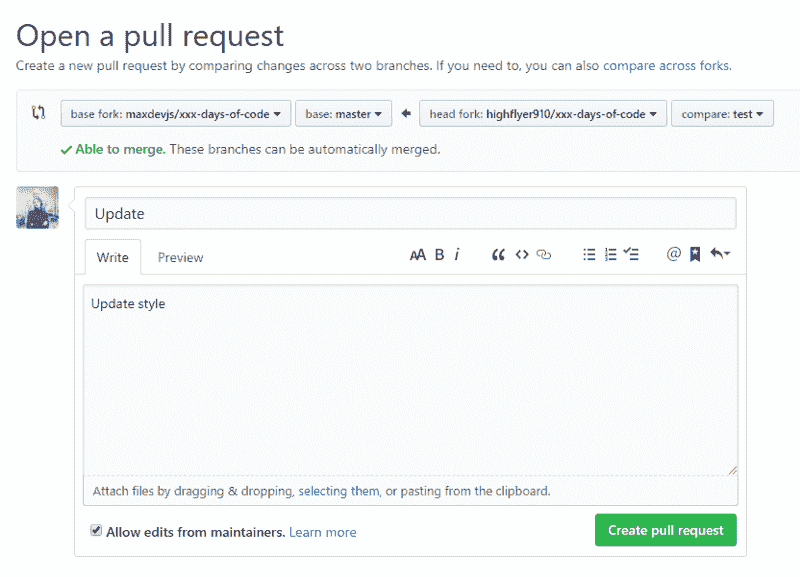 Open a pull request
Create a new pull request by comparing changes across two branches. If you need to, you can also compare across forks.
base fork: maxdevjs/xxx-days-of-code base: master head fork: highflyer910/xxx-days-of-code compare: test
Able to merge. These branches can be automatically merged.
Update
Write Preview AA B i @
Update style
Attach files by dragging & dropping, selecting them, or pasting from the clipboard.
Allow edits from maintainers. Learn more Create pull request